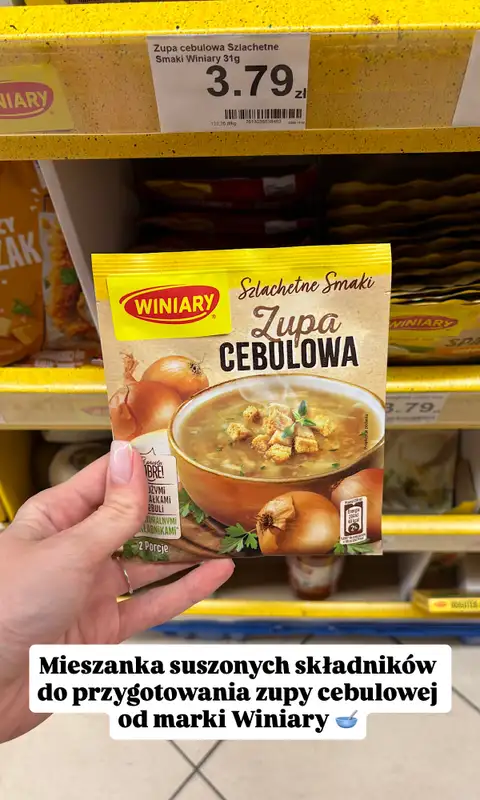 Zupa cebulowa Szlachetne
Smaki Winiary 31g
3.79 zł
WINIARY
Szlachetne Smaki
Zupa
CEBULOWA
WINIARY
2 Porcje
3.79
Mieszanka suszonych składników
do przygotowania zupy cebulowej
od marki Winiary